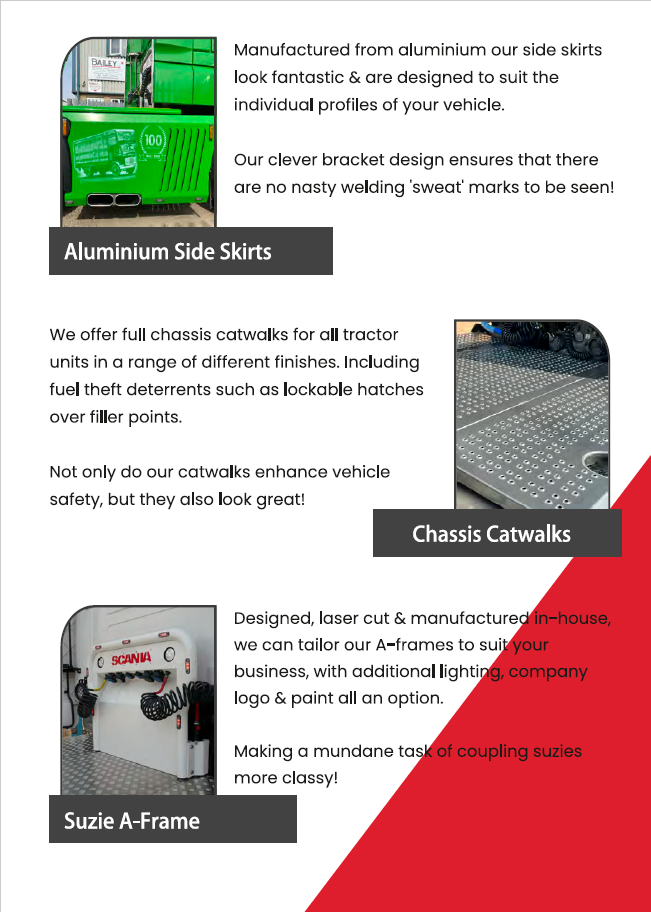 BAILEY
100
Manufactured from aluminium our side skirts
look fantastic & are designed to suit the
individual profiles of your vehicle.
Our clever bracket design ensures that there
are no nasty welding 'sweat' marks to be seen!
Aluminium Side Skirts
We offer full chassis catwalks for all tractor
units in a range of different finishes. Including
fuel theft deterrents such as lockable hatches
over filler points.
Not only do our catwalks enhance vehicle
safety, but they also look great!
Chassis Catwalks
SCANIA
Designed, laser cut & manufactured in-house,
we can tailor our A-frames to suit your
business, with additional lighting, company
logo & paint all an option.
Making a mundane task of coupling suzies
more classy!
Suzie A-Frame